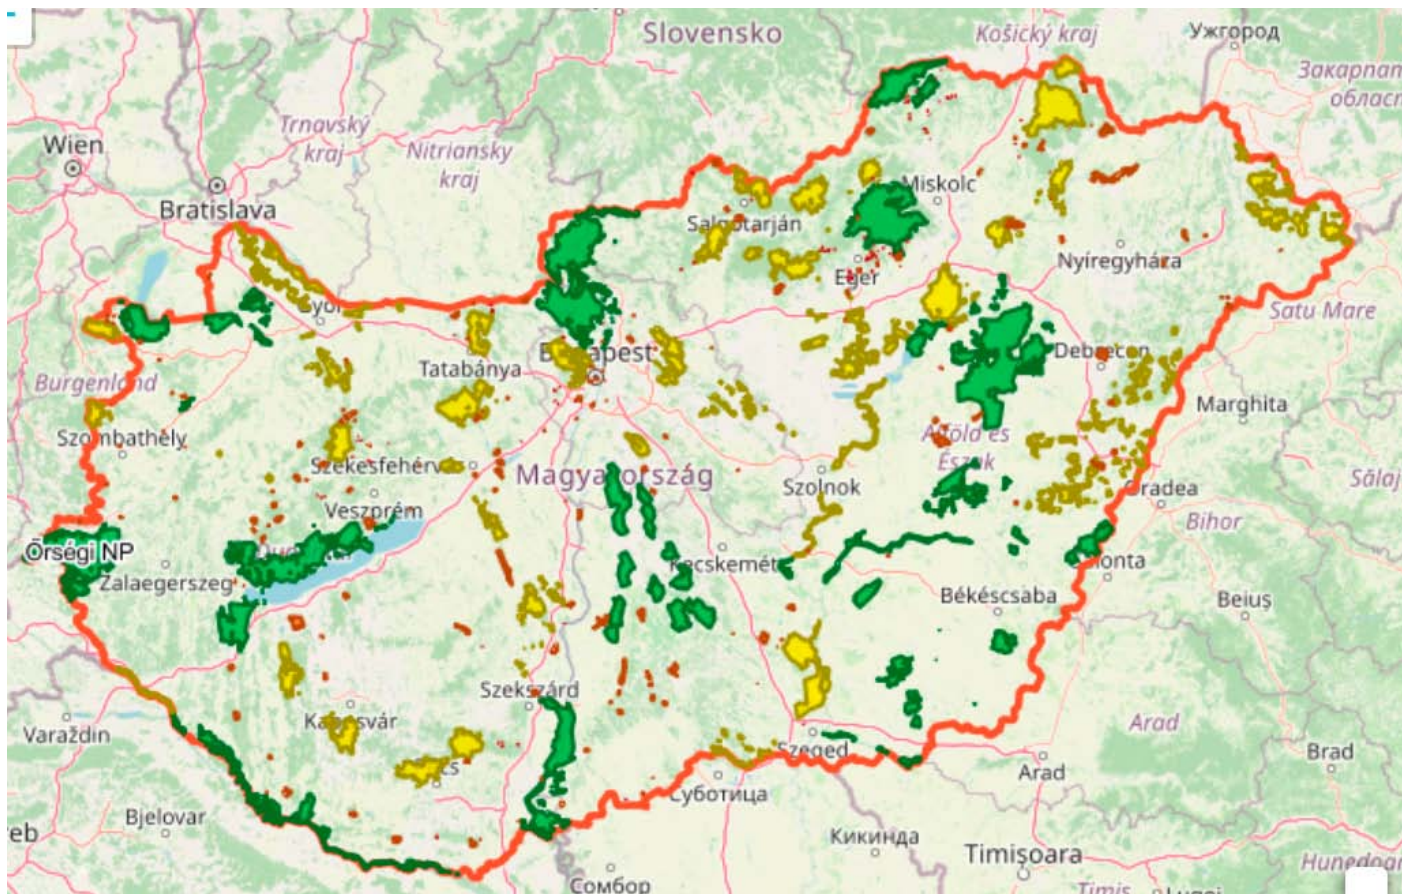 Slovensko
Košický kraj
Ужгород
Закарпат
област
Wien
Trnavský
kraj
Nitriansky
kraj
Bratislava
Miskolc
Salgótarján
Eger
Nyíregyháza
Satu Mare
Győr
Budapest
Tatabánya
Debrecen
Burgenland
Marghita
Szombathely
Alföld és
Észak
Székesfehérvár
Magyarország
Szolnok
Oradea
Sălaj
Veszprém
Bihor
Őrségi NP
Zalaegerszeg
Kecskemét
Békéscsaba
Beiuș
Szekszárd
Kaposvár
Varaždin
Szeged
Arad
Brad
Arad
Суботица
Bjelovar
eb
Кикинда
Timișoara
Hunedoar
Сомбор
Timiș
Lugoj